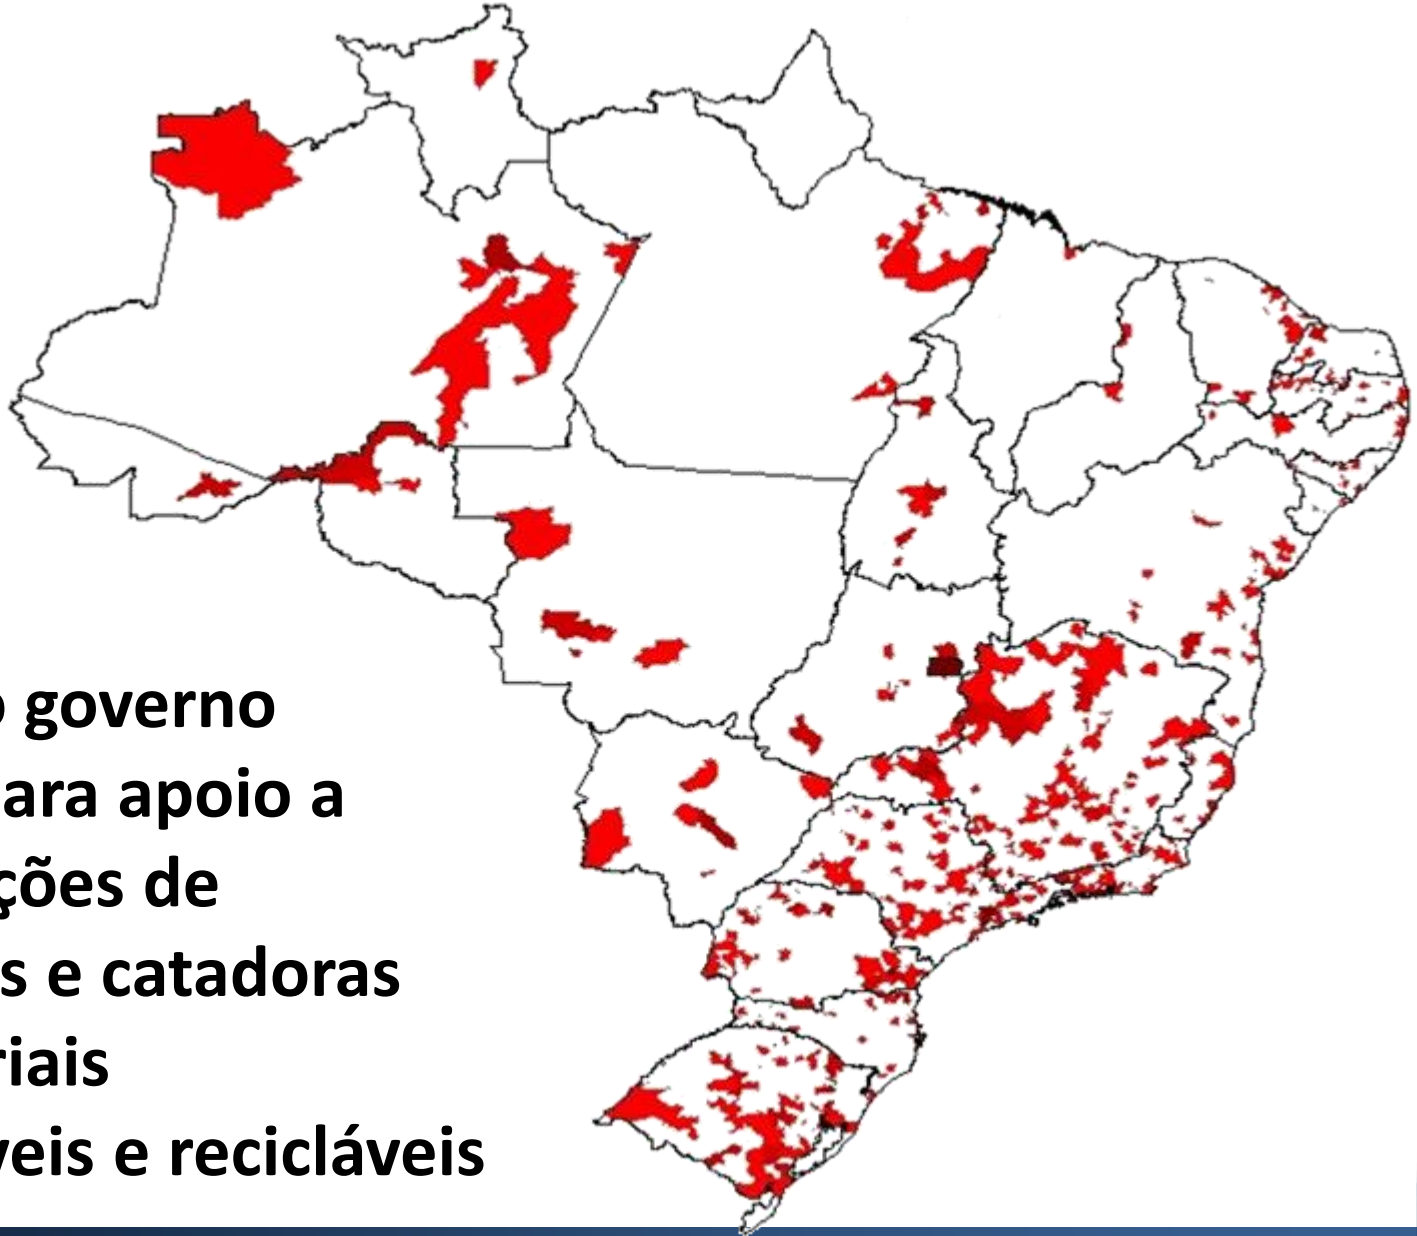 o governo
ara apoio a
ções de
s e catadoras
riais
veis e recicláveis